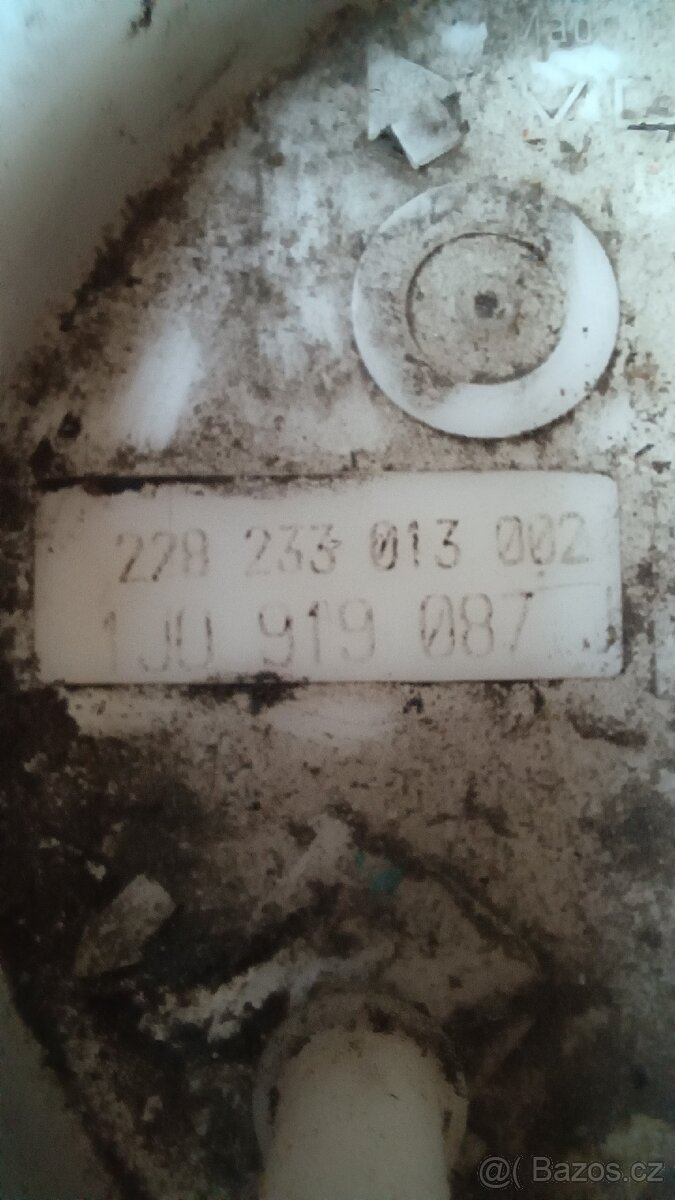 228 233 013 002
1J0 919 087 J
@( Bazos.cz